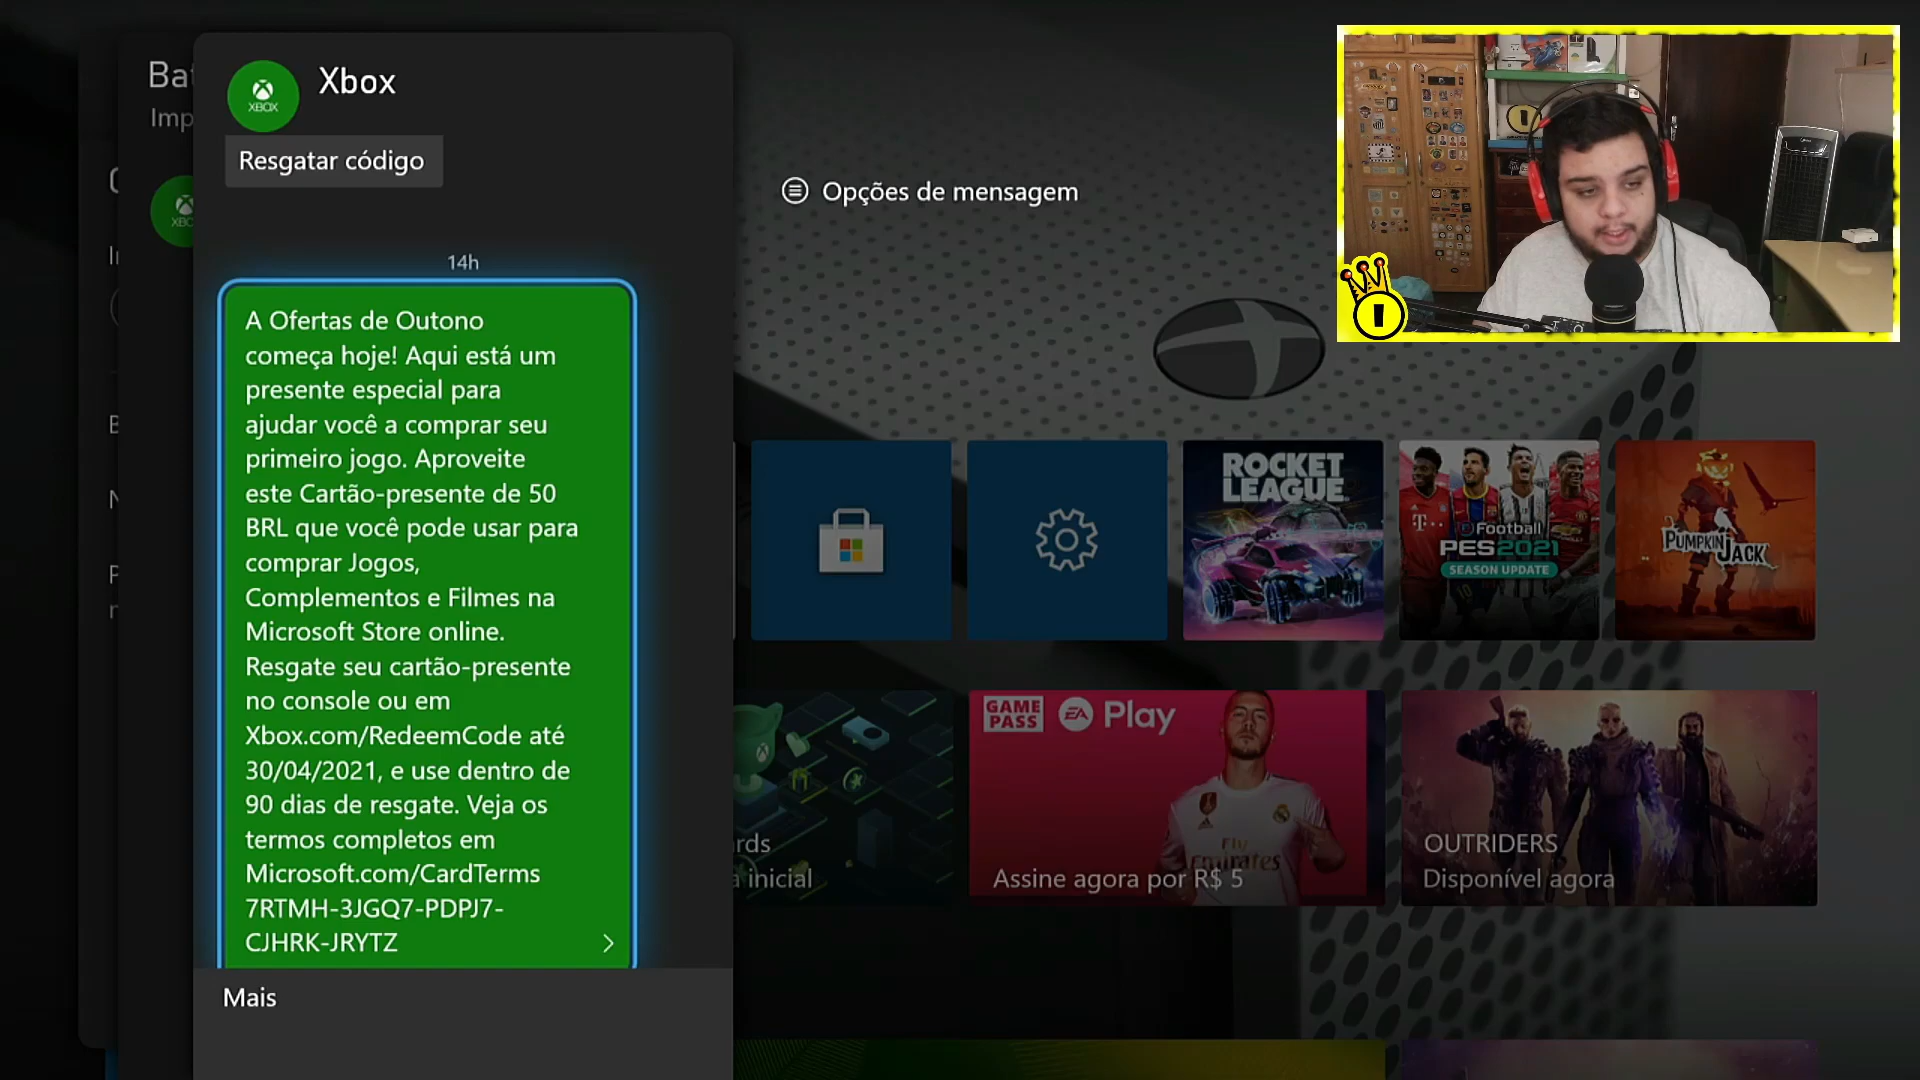 Bat
Imp
XBOX
Xbox
Resgatar código
Opções de mensagem
14h
A Ofertas de Outono
começa hoje! Aqui está um
presente especial para
ajudar você a comprar seu
primeiro jogo. Aproveite
este Cartão-presente de 50
BRL que você pode usar para
comprar Jogos,
Complementos e Filmes na
Microsoft Store online.
Resgate seu cartão-presente
no console ou em
Xbox.com/RedeemCode até
30/04/2021, e use dentro de
90 dias de resgate. Veja os
termos completos em
Microsoft.com/CardTerms
7RTMH-3JGQ7-PDPJ7-
CJHRK-JRYTZ
Mais
ROCKET
LEAGUE
Football
PES2021
SEASON UPDATE
PUMPKIN JACK
rds
a inicial
GAME
PASS
EA Play
Fly
Emirates
Assine agora por R$ 5
OUTRIDERS
Disponível agora